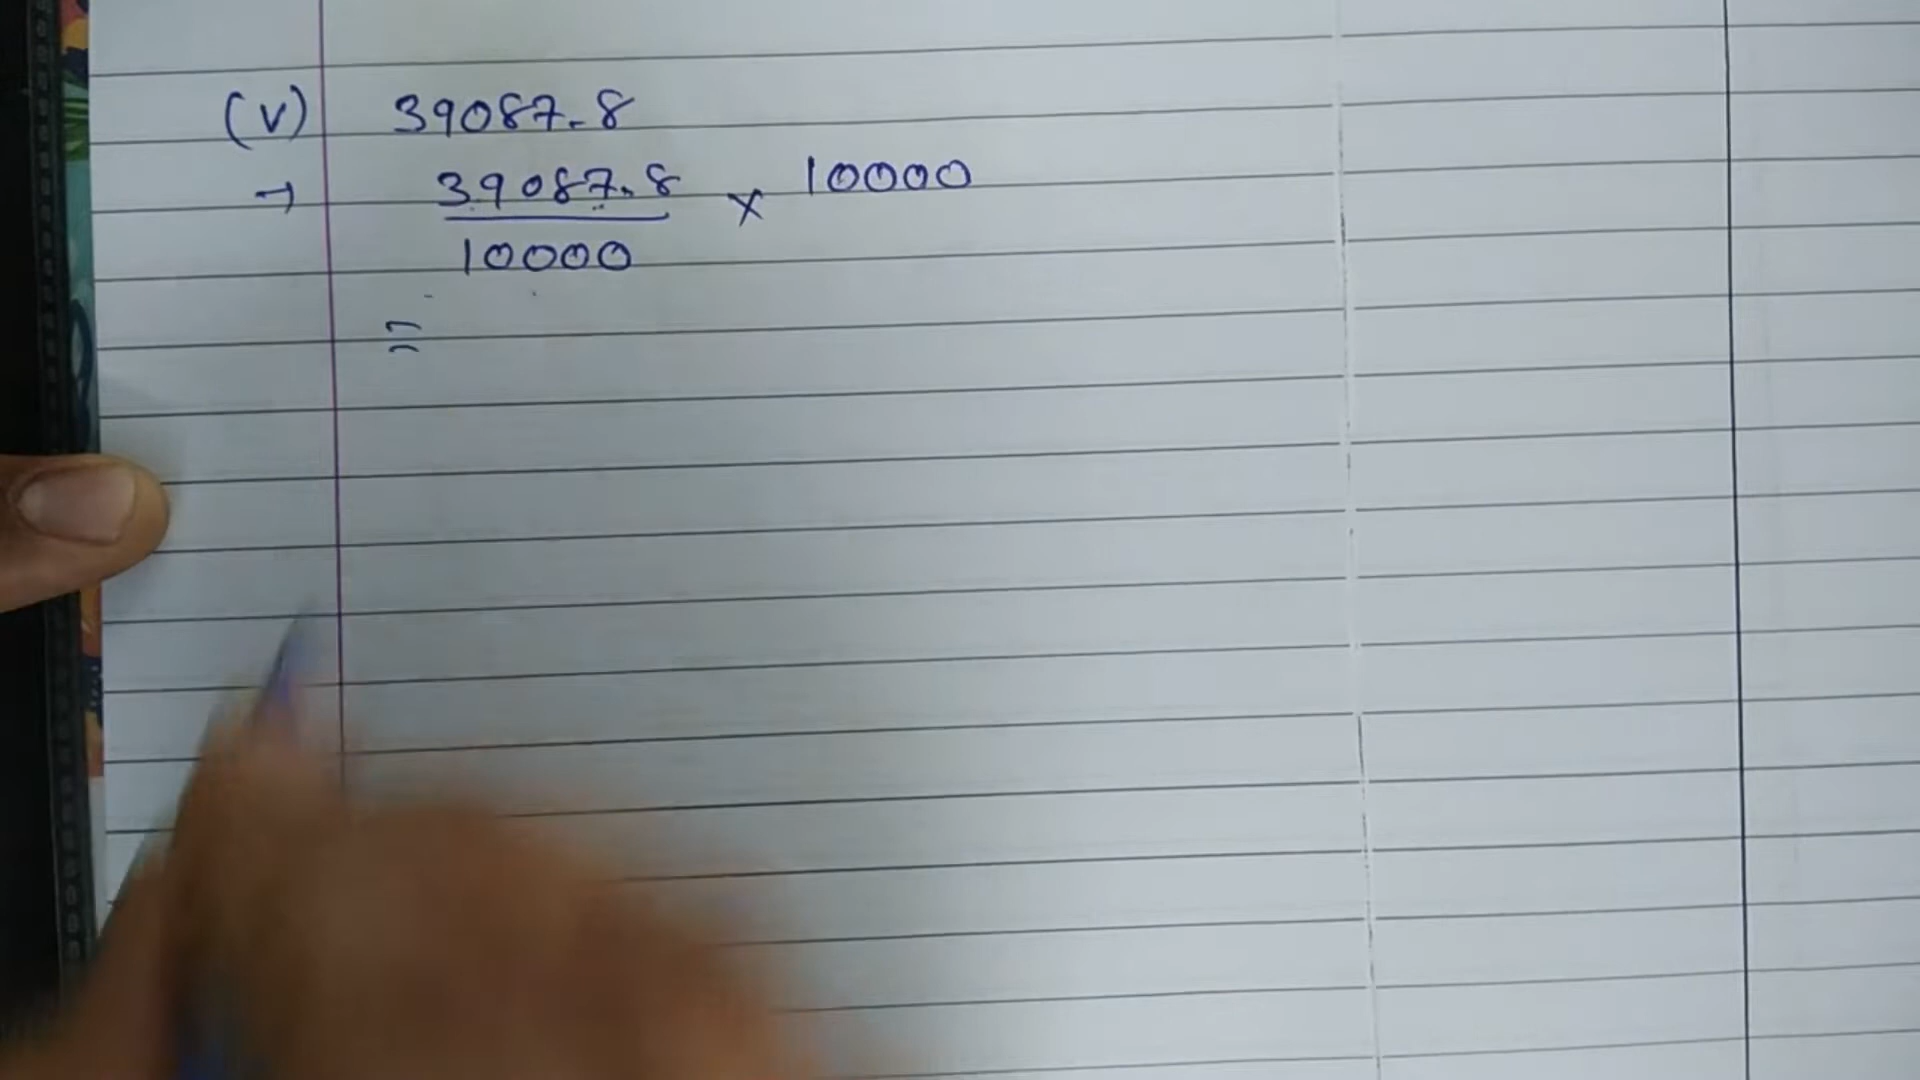 (v) 39087.8
→ 39087.8 × 10000
10000
=